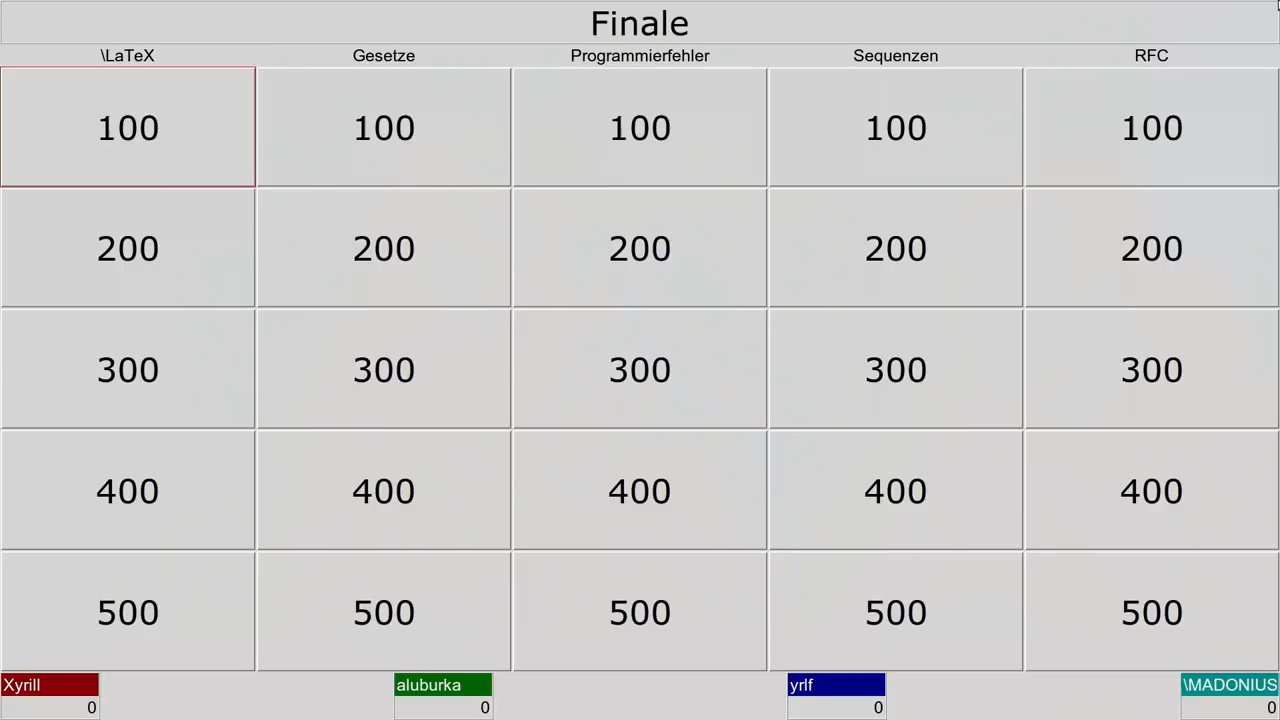 Finale
\LaTeX Gesetze Programmierfehler Sequenzen RFC
100 100 100 100 100
200 200 200 200 200
300 300 300 300 300
400 400 400 400 400
500 500 500 500 500
Xyrill aluburka yrlf \MADONIUS
0 0 0 0